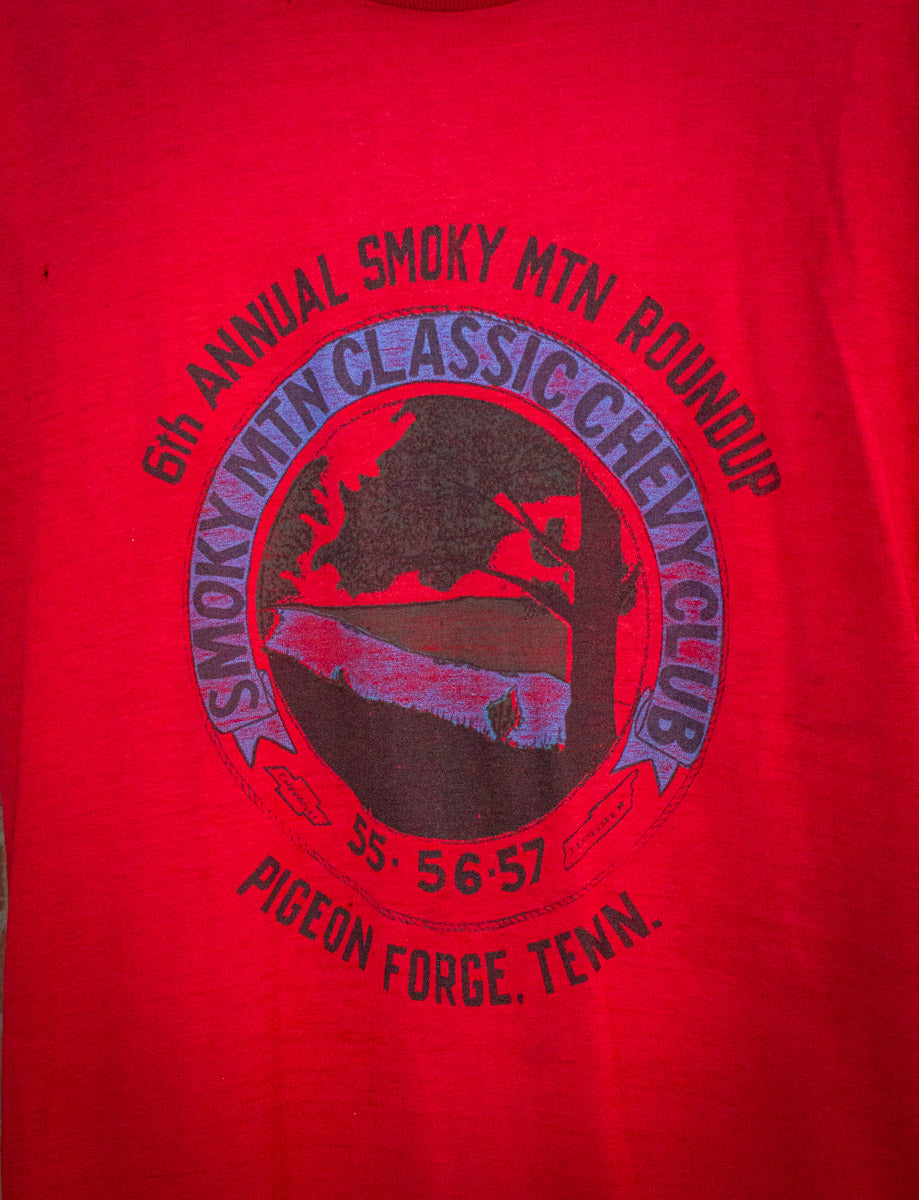 6th ANNUAL SMOKY MTN ROUNDUP
SMOKY MTN CLASSIC CHEVY CLUB
55 · 56 · 57
PIGEON FORGE, TENN.